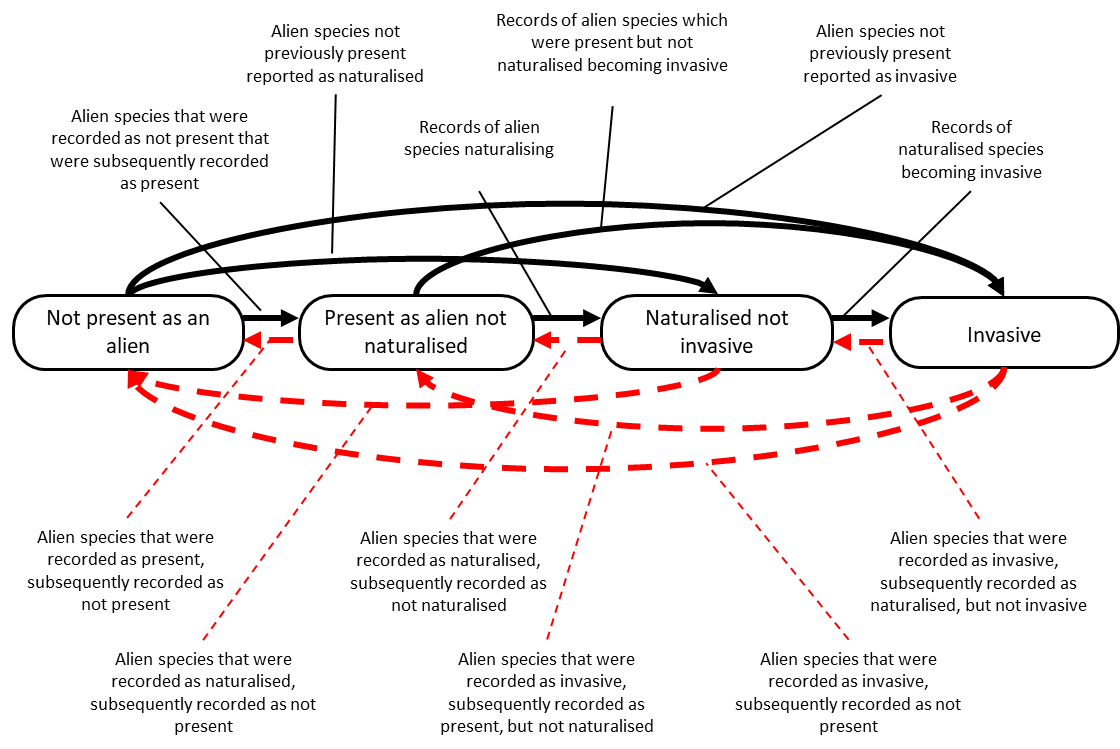 Alien species not
previously present
reported as naturalised
Records of alien species which
were present but not
naturalised becoming invasive
Alien species not
previously present
reported as invasive
Alien species that were
recorded as not present that
were subsequently recorded
as present
Records of alien
species naturalising
Records of
naturalised species
becoming invasive
Not present as an
alien
Present as alien not
naturalised
Naturalised not
invasive
Invasive
Alien species that were
recorded as present,
subsequently recorded as
not present
Alien species that were
recorded as naturalised,
subsequently recorded as
not naturalised
Alien species that were
recorded as invasive,
subsequently recorded as
naturalised, but not invasive
Alien species that were
recorded as naturalised,
subsequently recorded as not
present
Alien species that were
recorded as invasive,
subsequently recorded as
present, but not naturalised
Alien species that were
recorded as invasive,
subsequently recorded as not
present